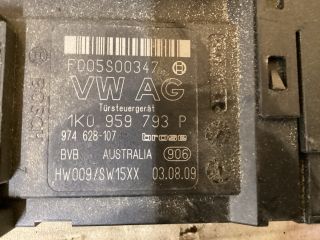 FD05S00347
VW AG
Türsteuergerät
1K0 959 793 P
974 628-107 brose
BVB AUSTRALIA 906
HW009/SW15XX 03.08.09
BOSCH